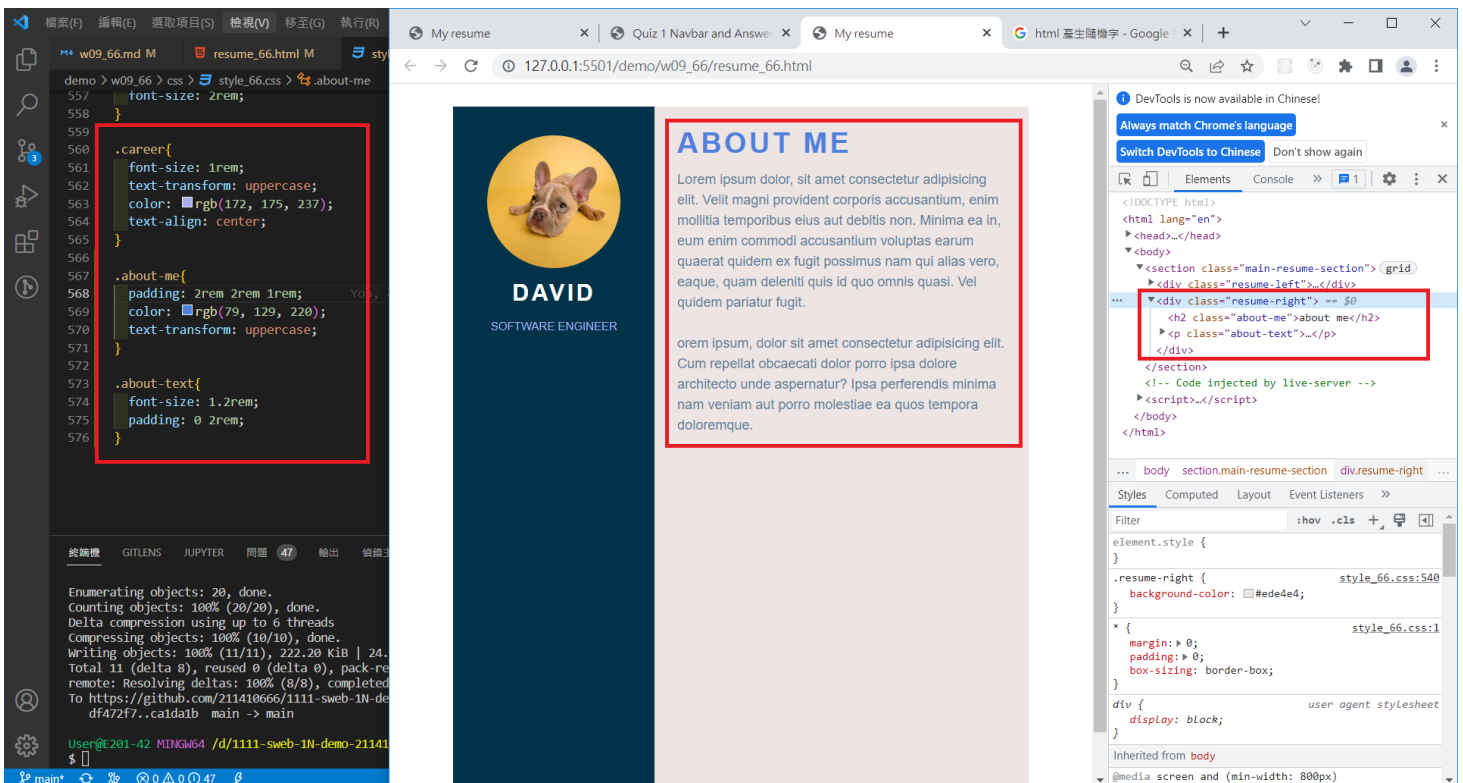 檔案(F) 編輯(E) 選取項目(S) 檢視(V) 移至(G) 執行(R)
w09_66.md M resume_66.html M
demo > w09_66 > css > style_66.css > .about-me
557 font-size: 2rem;
558 }
559
560 .career{
561 font-size: 1rem;
562 text-transform: uppercase;
563 color: rgb(172, 175, 237);
564 text-align: center;
565 }
566
567 .about-me{
568 padding: 2rem 2rem 1rem;
569 color: rgb(79, 129, 220);
570 text-transform: uppercase;
571 }
572
573 .about-text{
574 font-size: 1.2rem;
575 padding: 0 2rem;
576 }
終端機 GITLENS JUPYTER 問題 47 輸出
Enumerating objects: 20, done.
Counting objects: 100% (20/20), done.
Delta compression using up to 6 threads
Compressing objects: 100% (10/10), done.
Writing objects: 100% (11/11), 222.20 KiB | 24.
Total 11 (delta 8), reused 0 (delta 0), pack-re
remote: Resolving deltas: 100% (8/8), completed
To https://github.com/211410666/1111-sweb-1N-de
df472f7..ca1da1b main -> main
User@E201-42 MINGW64 /d/1111-sweb-1N-demo-21141
$
main* 0 0 47
My resume
Quiz 1 Navbar and Answer
My resume
html 產生隨機字 - Google
127.0.0.1:5501/demo/w09_66/resume_66.html
DAVID
SOFTWARE ENGINEER
ABOUT ME
Lorem ipsum dolor, sit amet consectetur adipisicing
elit. Velit magni provident corporis accusantium, enim
mollitia temporibus eius aut debitis non. Minima ea in,
eum enim commodi accusantium voluptas earum
quaerat quidem ex fugit possimus nam qui alias vero,
eaque, quam deleniti quis id quo omnis quasi. Vel
quidem pariatur fugit.
orem ipsum, dolor sit amet consectetur adipisicing elit.
Cum repellat obcaecati dolor porro ipsa dolore
architecto unde aspernatur? Ipsa perferendis minima
nam veniam aut porro molestiae ea quos tempora
doloremque.
DevTools is now available in Chinese!
Always match Chrome's language
Switch DevTools to Chinese Don't show again
Elements Console » 1
<!DOCTYPE html>
<html lang="en">
<head>…</head>
<body>
<section class="main-resume-section"> grid
<div class="resume-left">…</div>
<div class="resume-right"> == $0
<h2 class="about-me">about me</h2>
<p class="about-text">…</p>
</div>
</section>
<!-- Code injected by live-server -->
<script>…</script>
</body>
</html>
... body section.main-resume-section div.resume-right ...
Styles Computed Layout Event Listeners »
Filter :hov .cls +
element.style {
}
.resume-right { style_66.css:540
background-color: #ede4e4;
}
* { style_66.css:1
margin: 0;
padding: 0;
box-sizing: border-box;
}
div { user agent stylesheet
display: block;
}
Inherited from body
@media screen and (min-width: 800px)